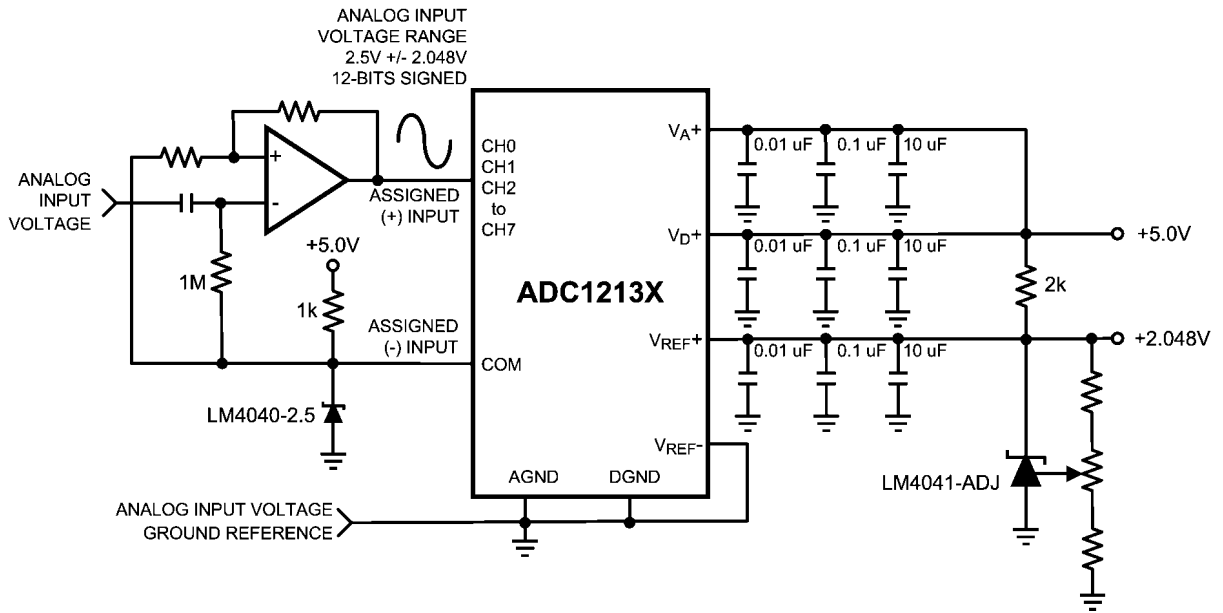 ANALOG INPUT
VOLTAGE RANGE
2.5V +/- 2.048V
12-BITS SIGNED
+
-
ANALOG
INPUT
VOLTAGE
ASSIGNED
(+) INPUT
1M
+5.0V
1k
ASSIGNED
(-) INPUT
LM4040-2.5
CH0
CH1
CH2
to
CH7
COM
ADC1213X
VA+
VD+
VREF+
VREF-
AGND
DGND
0.01 uF
0.1 uF
10 uF
0.01 uF
0.1 uF
10 uF
+5.0V
2k
0.01 uF
0.1 uF
10 uF
+2.048V
LM4041-ADJ
ANALOG INPUT VOLTAGE
GROUND REFERENCE